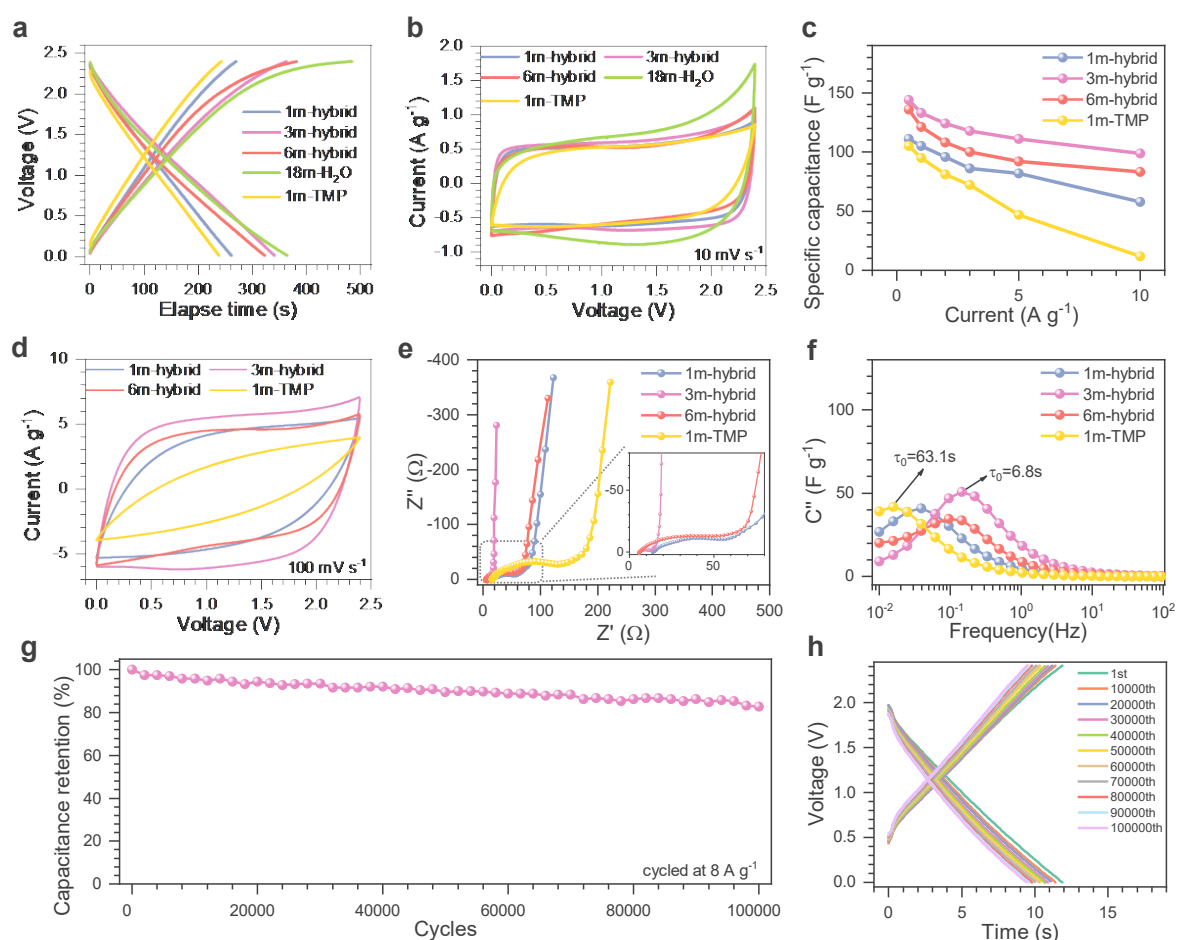 a
2.5
2.0
1.5
1.0
0.5
0.0
Voltage (V)
1m-hybrid
3m-hybrid
6m-hybrid
18m-H₂O
1m-TMP
0 100 200 300 400 500
Elapse time (s)
b
2.0
1.5
1.0
0.5
0.0
-0.5
-1.0
Current (A g⁻¹)
1m-hybrid 3m-hybrid
6m-hybrid 18m-H₂O
1m-TMP
10 mV s⁻¹
0.0 0.5 1.0 1.5 2.0 2.5
Voltage (V)
c
150
100
50
0
Specific capacitance (F g⁻¹)
1m-hybrid
3m-hybrid
6m-hybrid
1m-TMP
0 5 10
Current (A g⁻¹)
d
10
5
0
-5
Current (A g⁻¹)
1m-hybrid 3m-hybrid
6m-hybrid 1m-TMP
100 mV s⁻¹
0.0 0.5 1.0 1.5 2.0 2.5
Voltage (V)
e
-400
-300
-200
-100
0
Z'' (Ω)
1m-hybrid
3m-hybrid
6m-hybrid
1m-TMP
-50
0
0 50
0 100 200 300 400 500
Z' (Ω)
f
100
50
0
C'' (F g⁻¹)
1m-hybrid
3m-hybrid
6m-hybrid
1m-TMP
τ₀=63.1s
τ₀=6.8s
10⁻² 10⁻¹ 10⁰ 10¹ 10²
Frequency(Hz)
g
100
80
60
40
20
0
Capacitance retention (%)
cycled at 8 A g⁻¹
0 20000 40000 60000 80000 100000
Cycles
h
2.0
1.5
1.0
0.5
0.0
Voltage (V)
1st
10000th
20000th
30000th
40000th
50000th
60000th
70000th
80000th
90000th
100000th
0 5 10 15
Time (s)